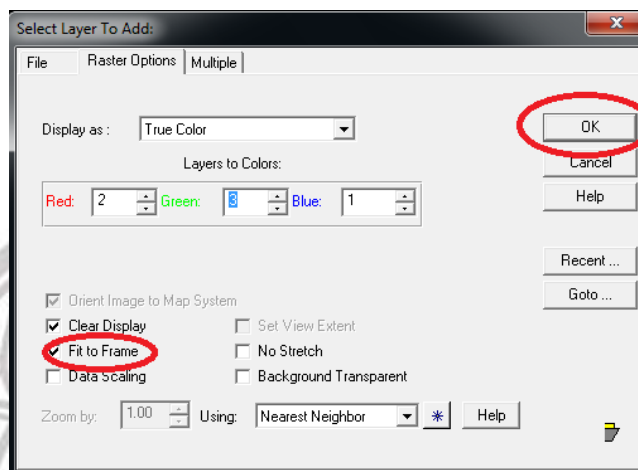 Select Layer To Add:
File Raster Options Multiple
Display as : True Color
OK
Layers to Colors:
Cancel
Red: 2 Green: 3 Blue: 1
Help
Recent ...
Orient Image to Map System
Goto ...
Clear Display Set View Extent
Fit to Frame No Stretch
Data Scaling Background Transparent
Zoom by: 1.00 Using: Nearest Neighbor Help